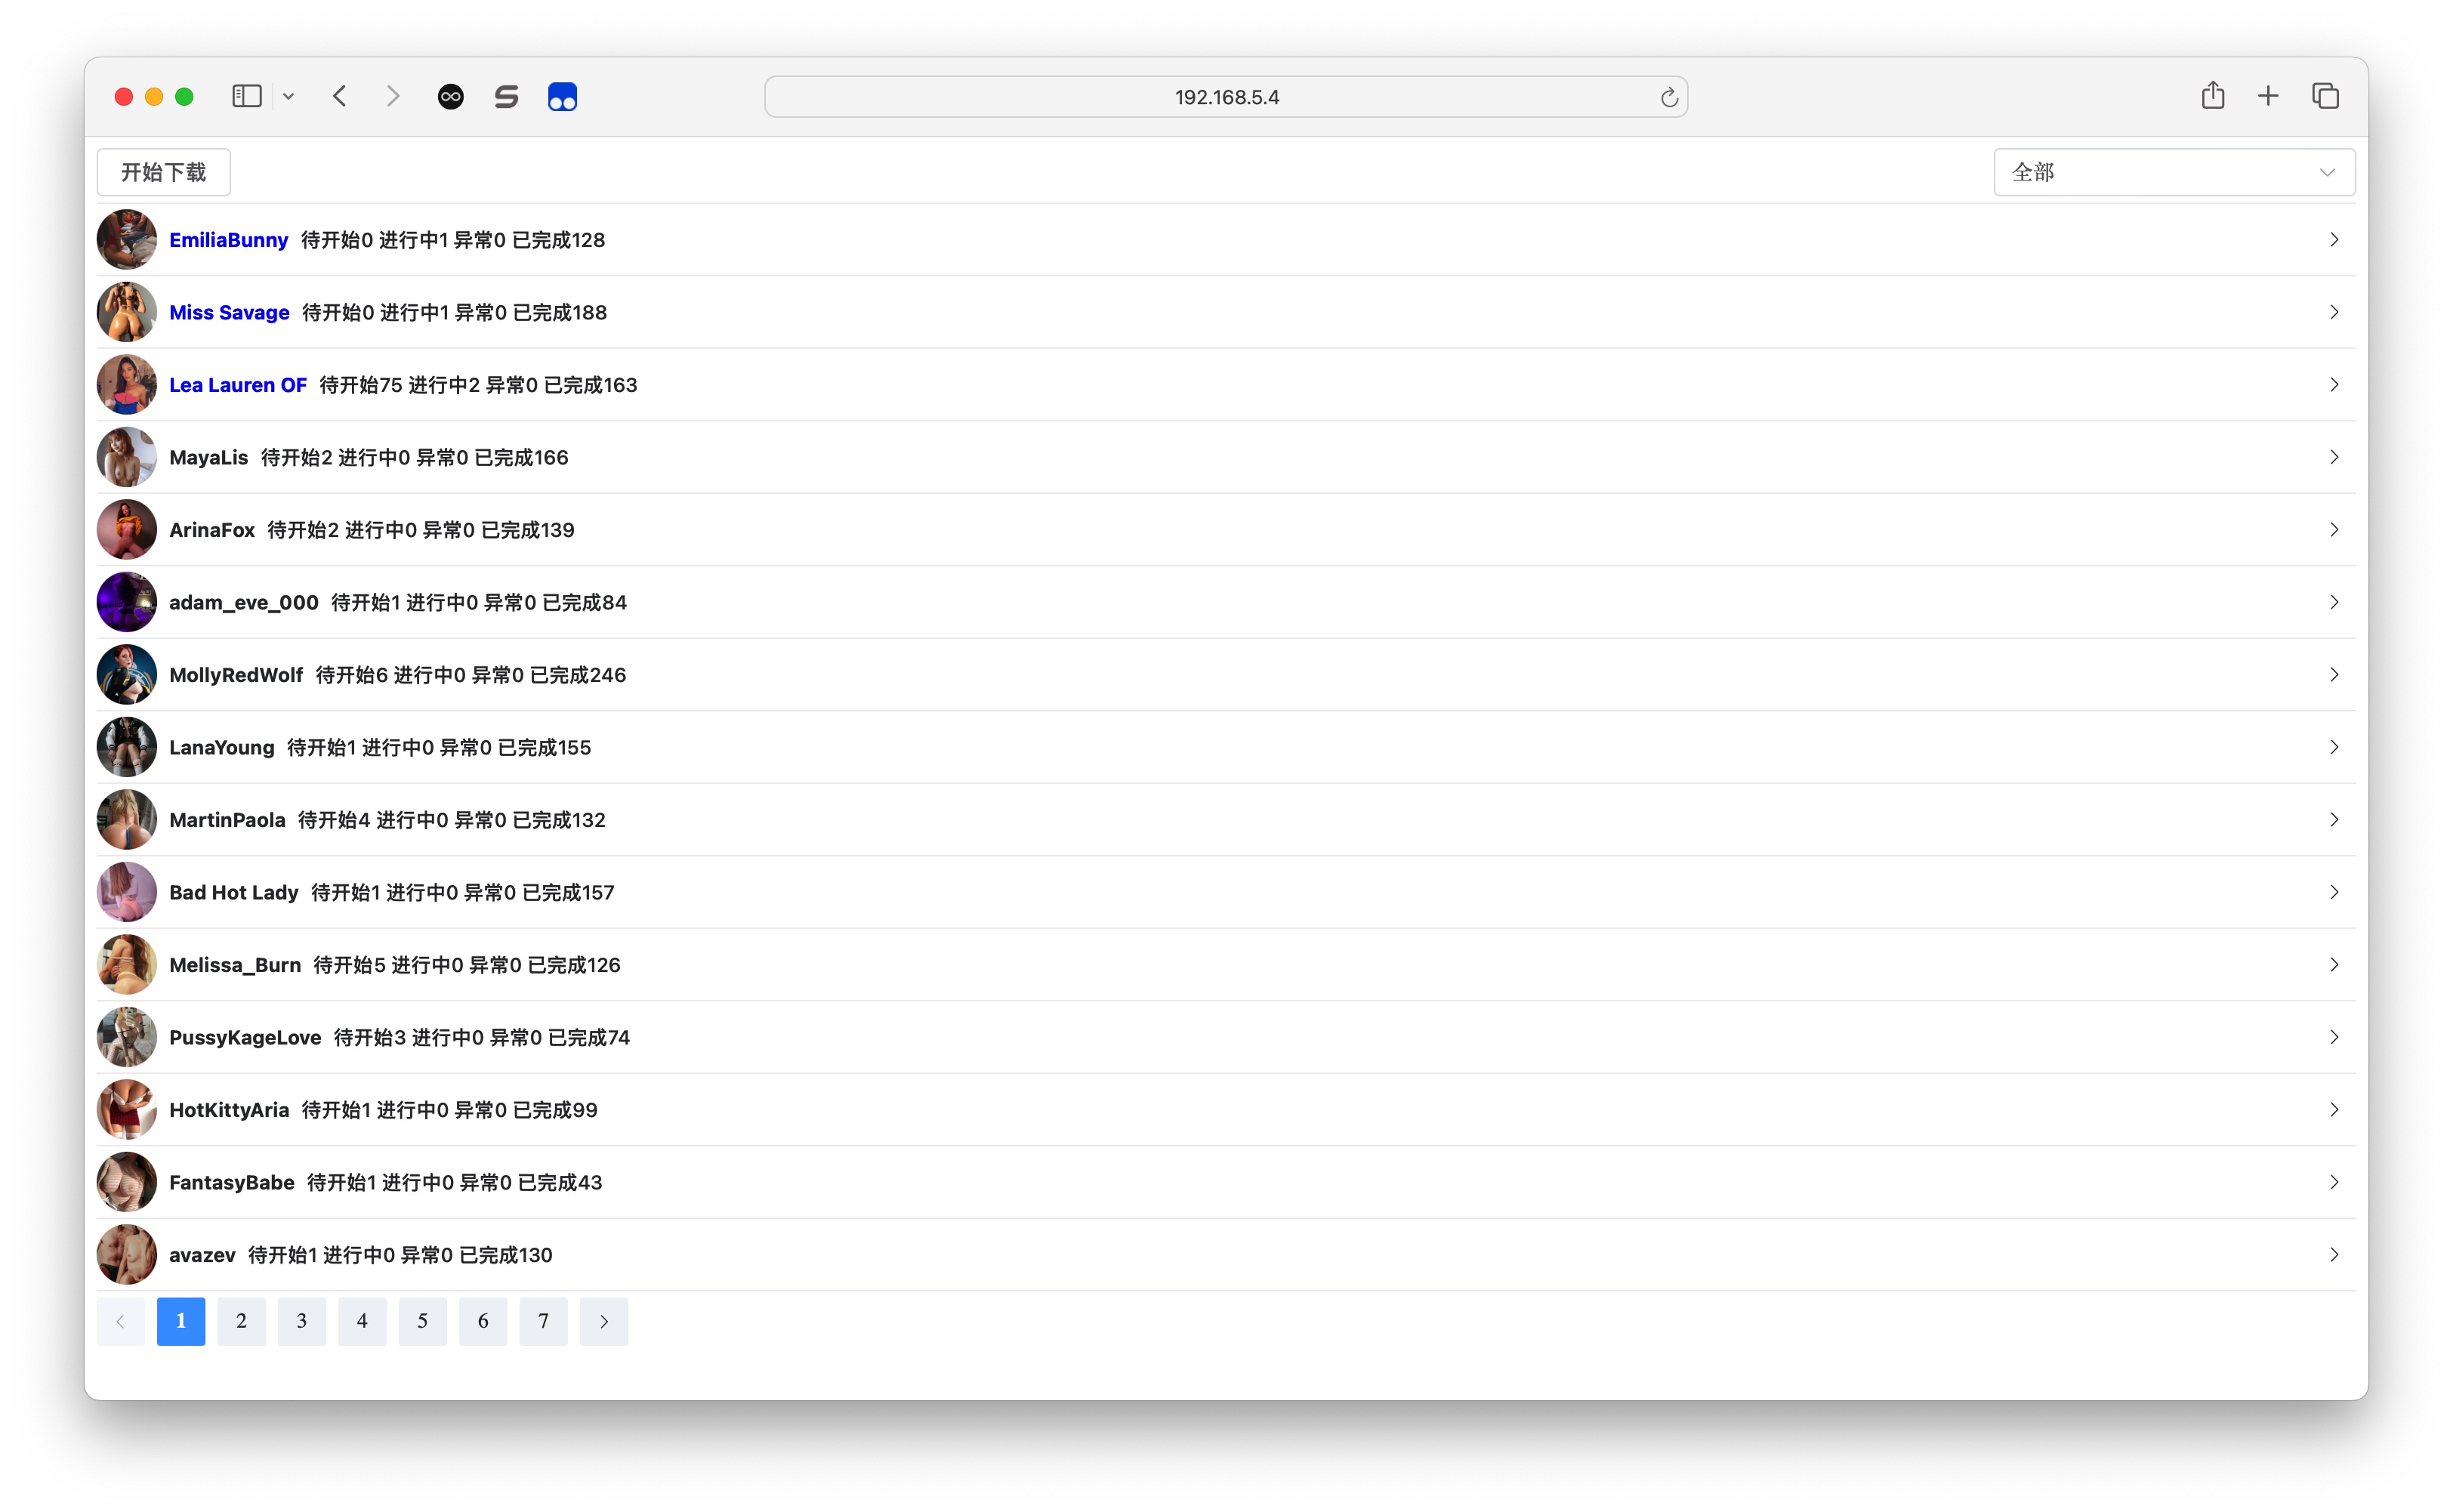 192.168.5.4
开始下载
全部
EmiliaBunny 待开始0 进行中1 异常0 已完成128
Miss Savage 待开始0 进行中1 异常0 已完成188
Lea Lauren OF 待开始75 进行中2 异常0 已完成163
MayaLis 待开始2 进行中0 异常0 已完成166
ArinaFox 待开始2 进行中0 异常0 已完成139
adam_eve_000 待开始1 进行中0 异常0 已完成84
MollyRedWolf 待开始6 进行中0 异常0 已完成246
LanaYoung 待开始1 进行中0 异常0 已完成155
MartinPaola 待开始4 进行中0 异常0 已完成132
Bad Hot Lady 待开始1 进行中0 异常0 已完成157
Melissa_Burn 待开始5 进行中0 异常0 已完成126
PussyKageLove 待开始3 进行中0 异常0 已完成74
HotKittyAria 待开始1 进行中0 异常0 已完成99
FantasyBabe 待开始1 进行中0 异常0 已完成43
avazev 待开始1 进行中0 异常0 已完成130
1 2 3 4 5 6 7